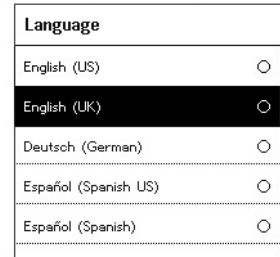 Language
English (US)
English (UK)
Deutsch (German)
Español (Spanish US)
Español (Spanish)